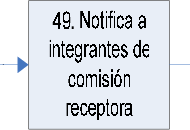 49. Notifica a
integrantes de
comisión
receptora